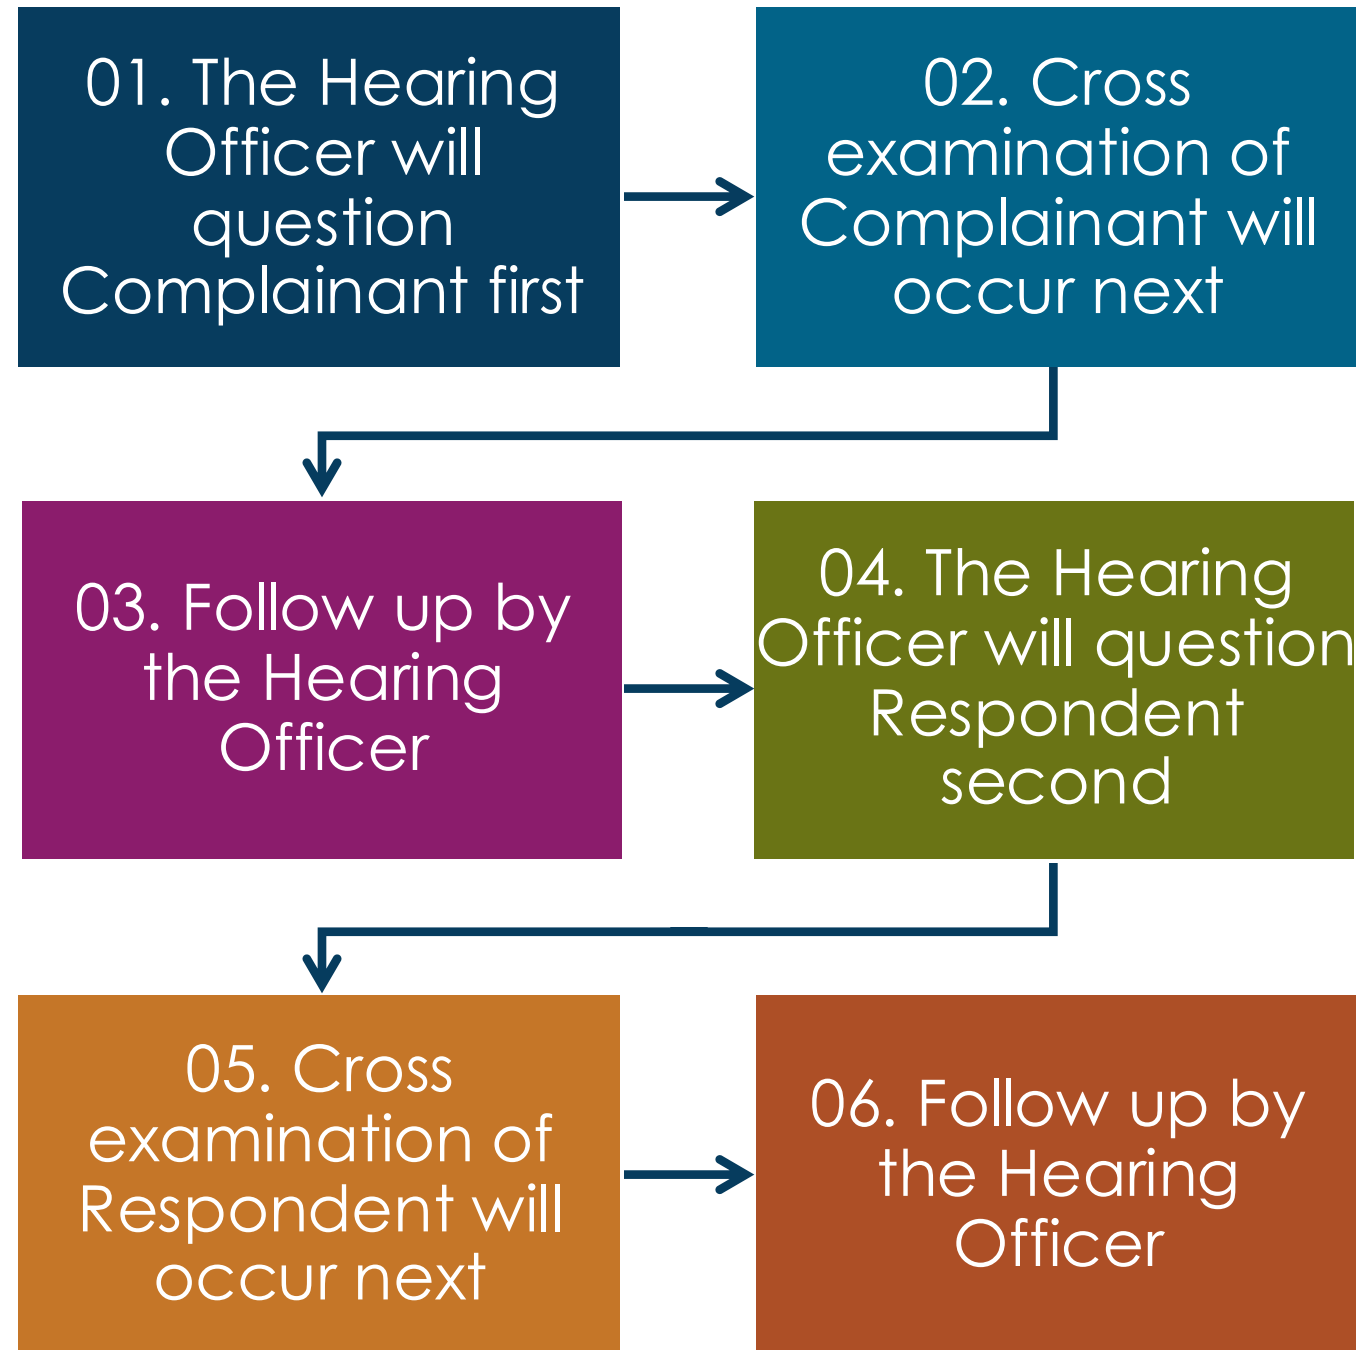 01. The Hearing
Officer will
question
Complainant first
02. Cross
examination of
Complainant will
occur next
03. Follow up by
the Hearing
Officer
04. The Hearing
Officer will question
Respondent
second
05. Cross
examination of
Respondent will
occur next
06. Follow up by
the Hearing
Officer